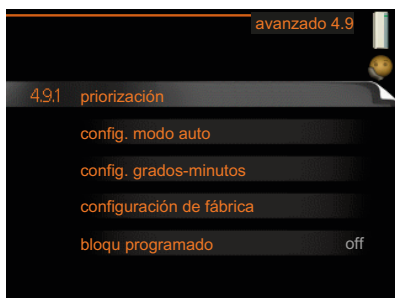 avanzado 4.9
4.9.1 priorización
config. modo auto
config. grados-minutos
configuración de fábrica
bloqu programado off